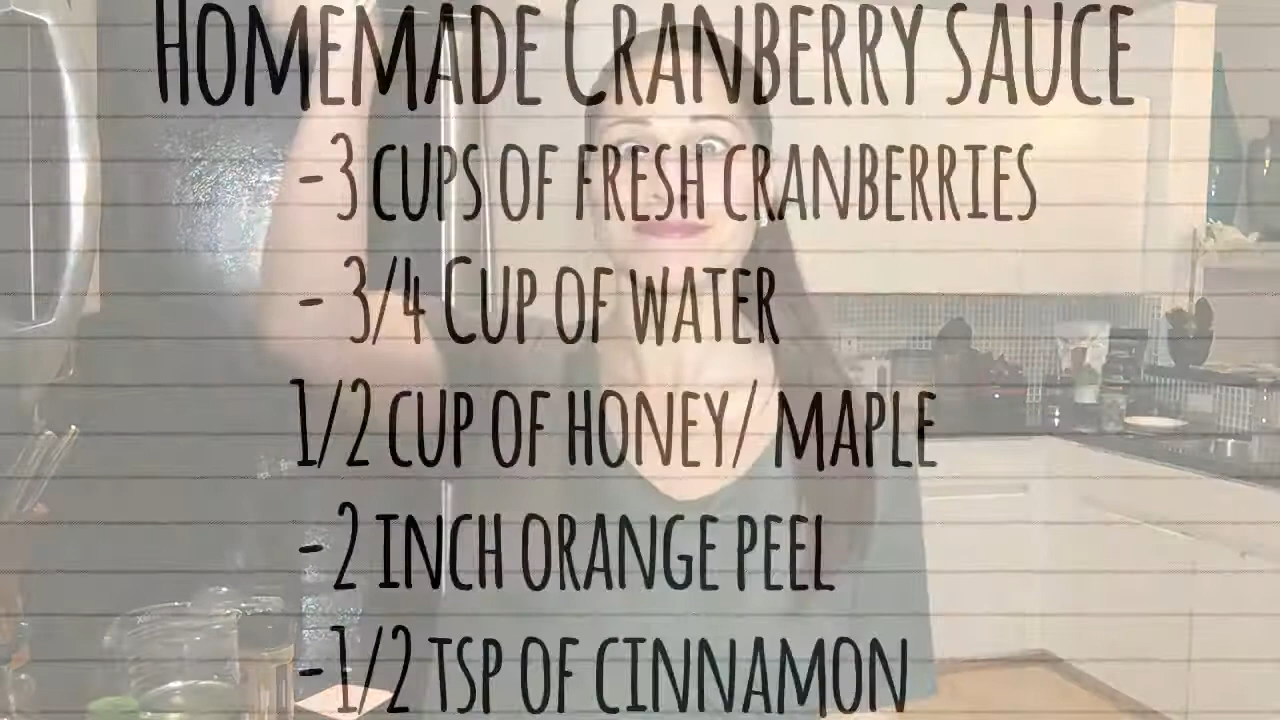 HOMEMADE CRANBERRY SAUCE
-3 CUPS OF FRESH CRANBERRIES
- 3/4 CUP OF WATER
1/2 CUP OF HONEY/ MAPLE
-2 INCH ORANGE PEEL
-1/2 TSP OF CINNAMON